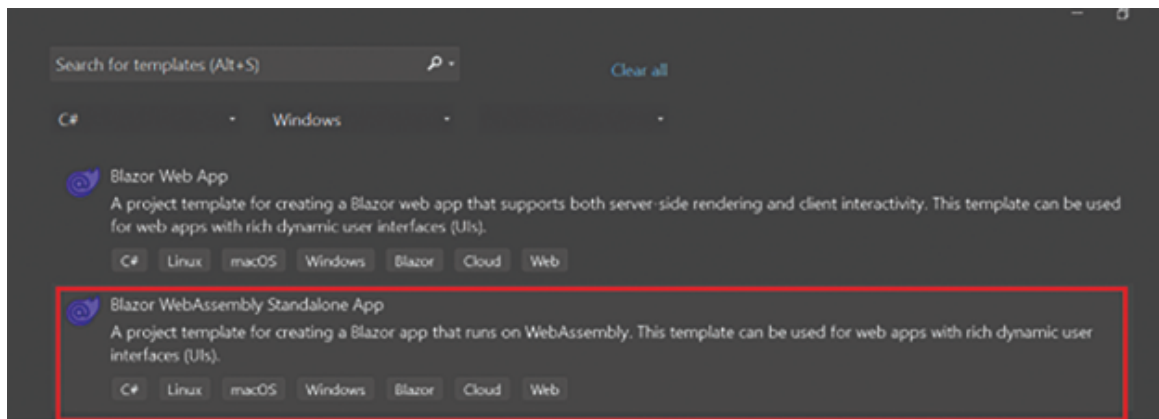 Search for templates (Alt+S)
Clear all
C# Windows
Blazor Web App
A project template for creating a Blazor web app that supports both server-side rendering and client interactivity. This template can be used
for web apps with rich dynamic user interfaces (UIs).
C# Linux macOS Windows Blazor Cloud Web
Blazor WebAssembly Standalone App
A project template for creating a Blazor app that runs on WebAssembly. This template can be used for web apps with rich dynamic user
interfaces (UIs).
C# Linux macOS Windows Blazor Cloud Web